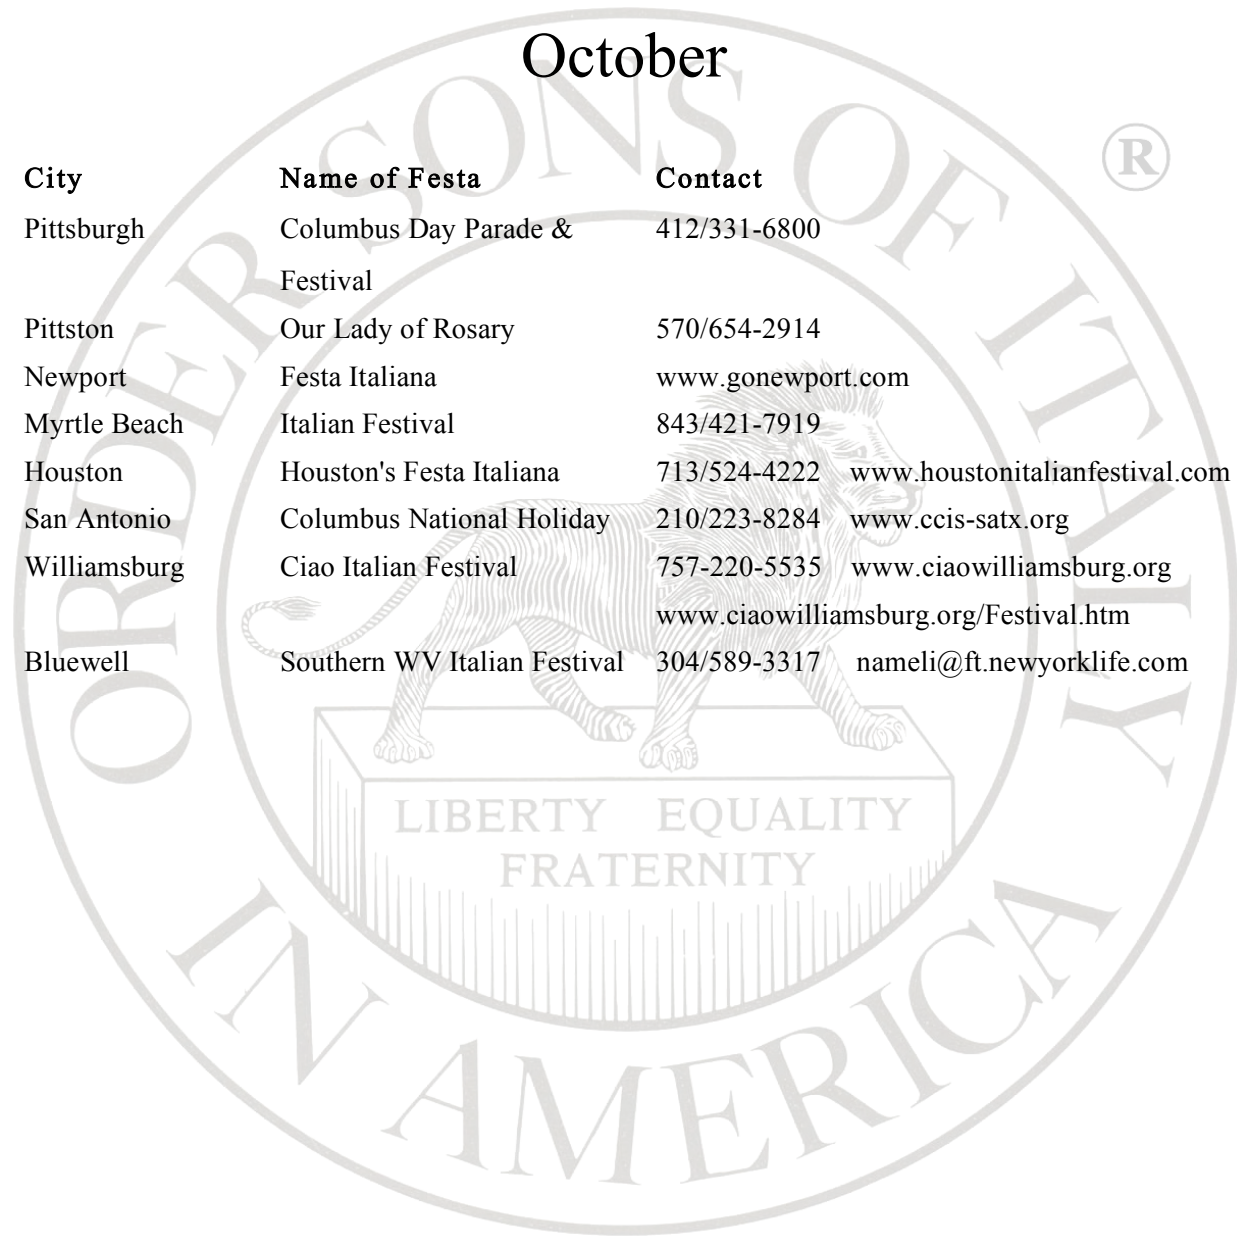 October
City Name of Festa Contact
Pittsburgh Columbus Day Parade & 412/331-6800
Festival
Pittston Our Lady of Rosary 570/654-2914
Newport Festa Italiana www.gonewport.com
Myrtle Beach Italian Festival 843/421-7919
Houston Houston's Festa Italiana 713/524-4222 www.houstonitalianfestival.com
San Antonio Columbus National Holiday 210/223-8284 www.ccis-satx.org
Williamsburg Ciao Italian Festival 757-220-5535 www.ciaowilliamsburg.org
www.ciaowilliamsburg.org/Festival.htm
Bluewell Southern WV Italian Festival 304/589-3317 nameli@ft.newyorklife.com
ORDER SONS OF ITALY
®
LIBERTY EQUALITY
FRATERNITY
IN AMERICA